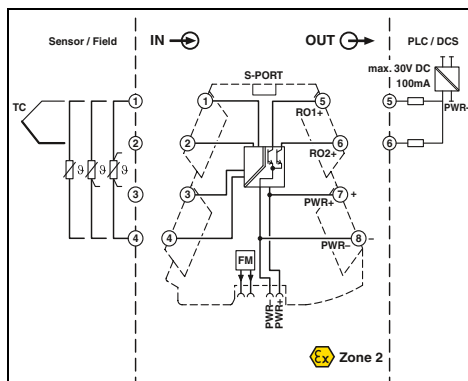 Sensor / Field
IN
OUT
PLC / DCS
S-PORT
max. 30V DC
100mA
PWR-
TC
1
2
3
4
ϑ
ϑ
ϑ
1
2
3
4
5
RO1+
6
RO2+
7
+
PWR+
8
–
PWR–
5
6
FM
PWR-
PWR+
Ex Zone 2